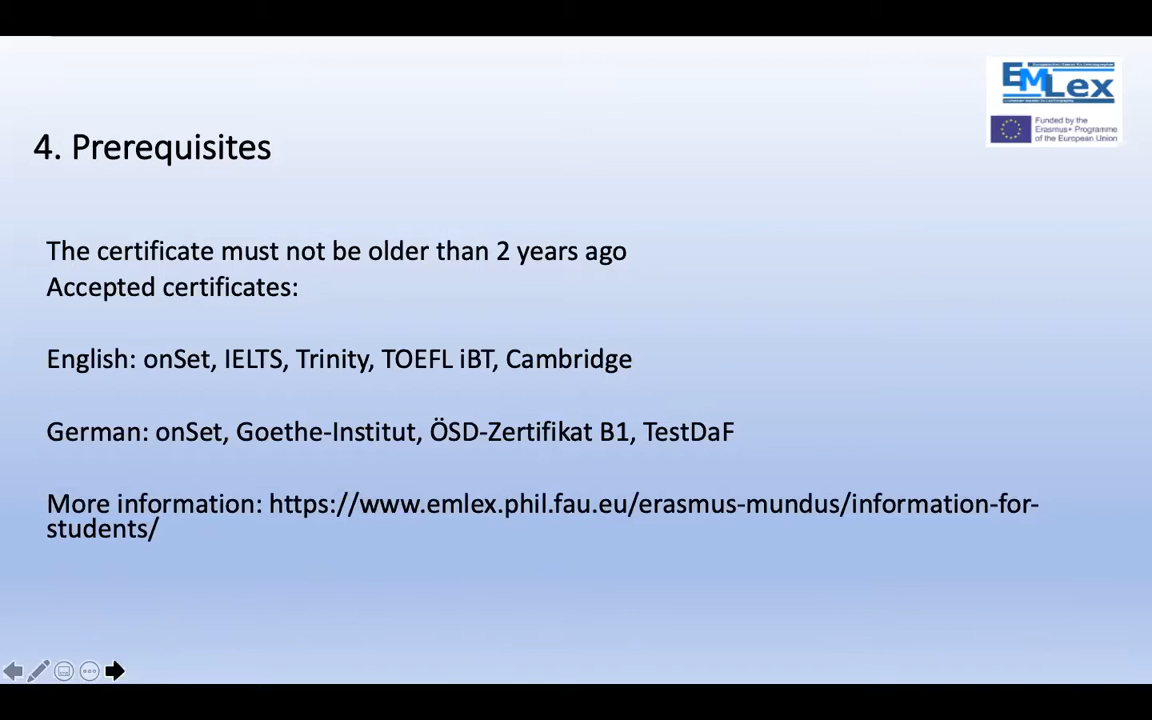 EMLex
Funded by the
Erasmus+ Programme
of the European Union
4. Prerequisites
The certificate must not be older than 2 years ago
Accepted certificates:
English: onSet, IELTS, Trinity, TOEFL iBT, Cambridge
German: onSet, Goethe-Institut, ÖSD-Zertifikat B1, TestDaF
More information: https://www.emlex.phil.fau.eu/erasmus-mundus/information-for-
students/